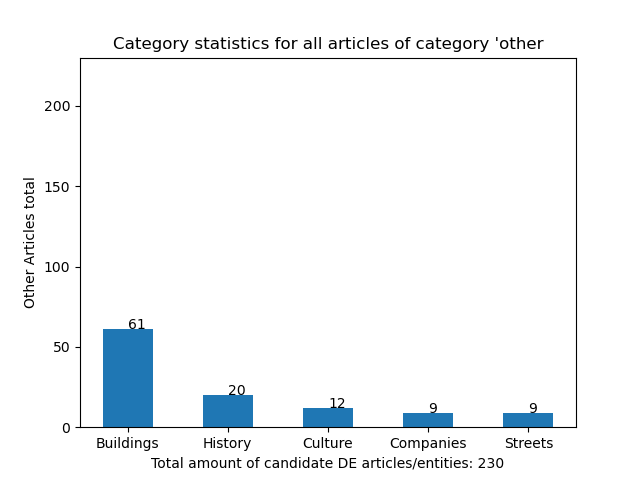 Category statistics for all articles of category 'other
Other Articles total
200
150
100
50
0
61
20
12
9
9
Buildings History Culture Companies Streets
Total amount of candidate DE articles/entities: 230